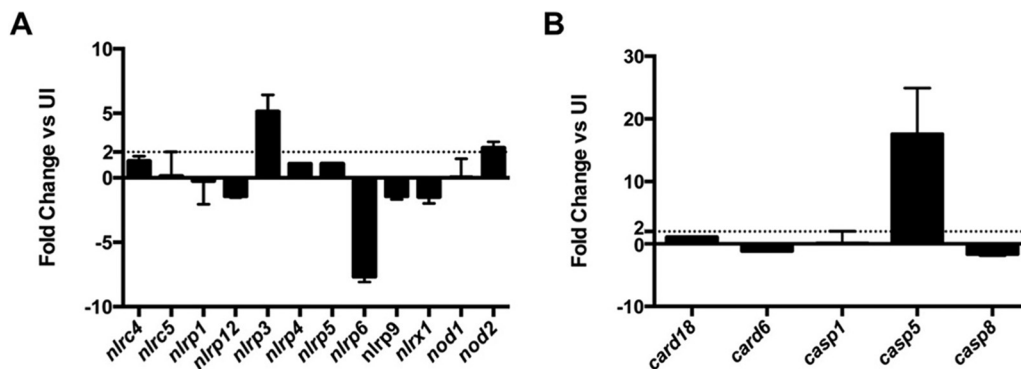 A
Fold Change vs UI
10
5
2
0
-5
-10
nlrc4 nlrc5 nlrp1 nlrp12 nlrp3 nlrp4 nlrp5 nlrp6 nlrp9 nlrx1 nod1 nod2
B
Fold Change vs UI
30
20
10
2
0
-10
card18 card6 casp1 casp5 casp8